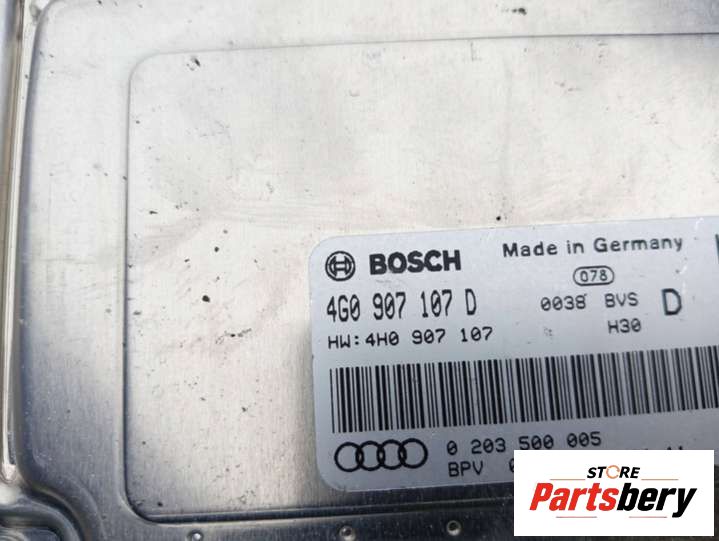 BOSCH Made in Germany
078
4G0 907 107 D 0038 BVS D
HW:4H0 907 107 H30
0 203 500 005
BPV
STORE
Partsbery